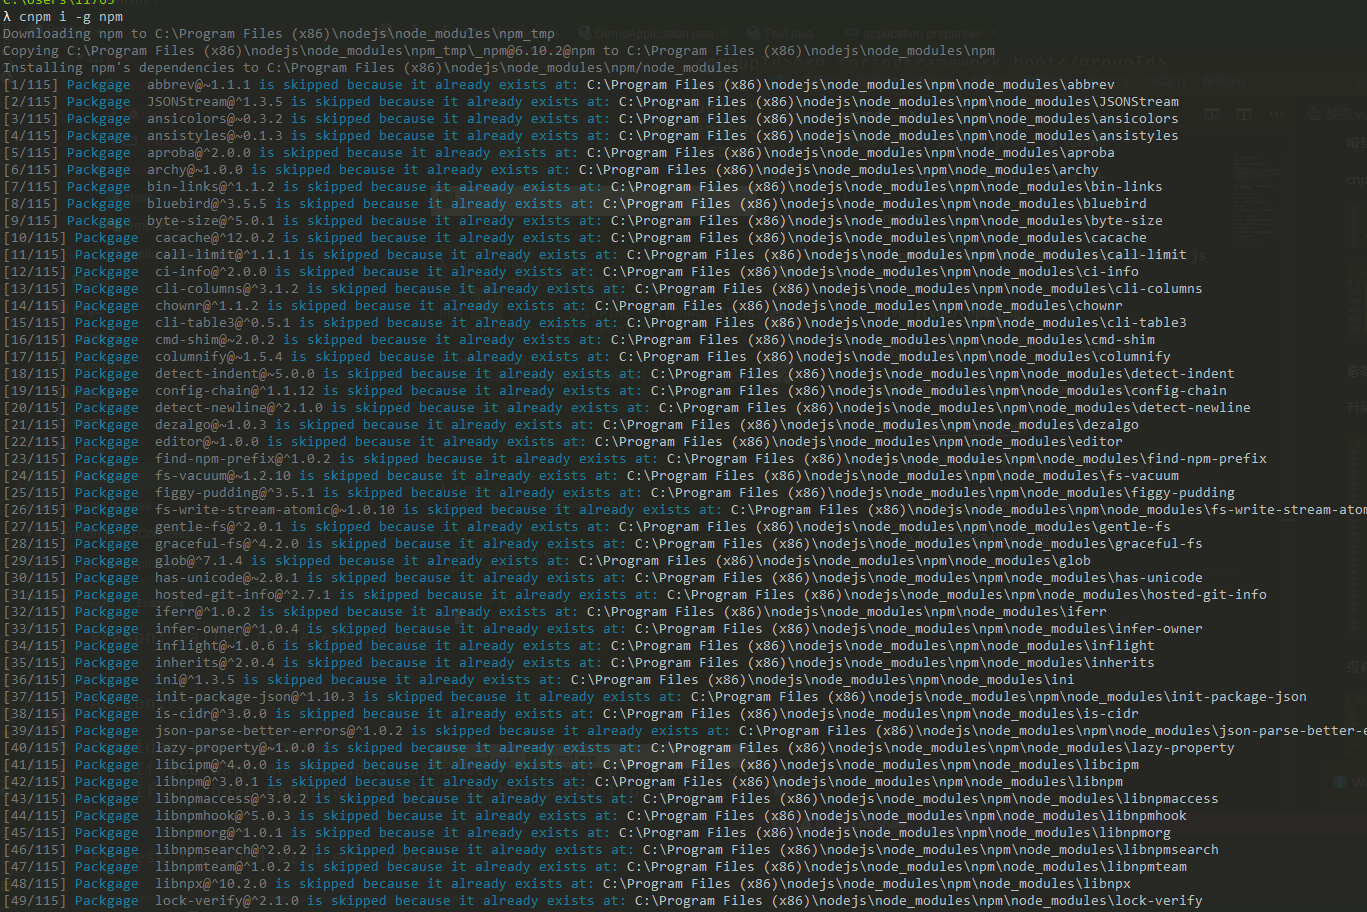 C:\Users\11705
λ cnpm i -g npm
Downloading npm to C:\Program Files (x86)\nodejs\node_modules\npm_tmp
Copying C:\Program Files (x86)\nodejs\node_modules\npm_tmp\_npm@6.10.2@npm to C:\Program Files (x86)\nodejs\node_modules\npm
Installing npm's dependencies to C:\Program Files (x86)\nodejs\node_modules\npm/node_modules
[1/115] Packgage  abbrev@~1.1.1 is skipped because it already exists at: C:\Program Files (x86)\nodejs\node_modules\npm\node_modules\abbrev
[2/115] Packgage  JSONStream@^1.3.5 is skipped because it already exists at: C:\Program Files (x86)\nodejs\node_modules\npm\node_modules\JSONStream
[3/115] Packgage  ansicolors@~0.3.2 is skipped because it already exists at: C:\Program Files (x86)\nodejs\node_modules\npm\node_modules\ansicolors
[4/115] Packgage  ansistyles@~0.1.3 is skipped because it already exists at: C:\Program Files (x86)\nodejs\node_modules\npm\node_modules\ansistyles
[5/115] Packgage  aproba@^2.0.0 is skipped because it already exists at: C:\Program Files (x86)\nodejs\node_modules\npm\node_modules\aproba
[6/115] Packgage  archy@~1.0.0 is skipped because it already exists at: C:\Program Files (x86)\nodejs\node_modules\npm\node_modules\archy
[7/115] Packgage  bin-links@^1.1.2 is skipped because it already exists at: C:\Program Files (x86)\nodejs\node_modules\npm\node_modules\bin-links
[8/115] Packgage  bluebird@^3.5.5 is skipped because it already exists at: C:\Program Files (x86)\nodejs\node_modules\npm\node_modules\bluebird
[9/115] Packgage  byte-size@^5.0.1 is skipped because it already exists at: C:\Program Files (x86)\nodejs\node_modules\npm\node_modules\byte-size
[10/115] Packgage  cacache@^12.0.2 is skipped because it already exists at: C:\Program Files (x86)\nodejs\node_modules\npm\node_modules\cacache
[11/115] Packgage  call-limit@^1.1.1 is skipped because it already exists at: C:\Program Files (x86)\nodejs\node_modules\npm\node_modules\call-limit
[12/115] Packgage  ci-info@^2.0.0 is skipped because it already exists at: C:\Program Files (x86)\nodejs\node_modules\npm\node_modules\ci-info
[13/115] Packgage  cli-columns@^3.1.2 is skipped because it already exists at: C:\Program Files (x86)\nodejs\node_modules\npm\node_modules\cli-columns
[14/115] Packgage  chownr@^1.1.2 is skipped because it already exists at: C:\Program Files (x86)\nodejs\node_modules\npm\node_modules\chownr
[15/115] Packgage  cli-table3@^0.5.1 is skipped because it already exists at: C:\Program Files (x86)\nodejs\node_modules\npm\node_modules\cli-table3
[16/115] Packgage  cmd-shim@~2.0.2 is skipped because it already exists at: C:\Program Files (x86)\nodejs\node_modules\npm\node_modules\cmd-shim
[17/115] Packgage  columnify@~1.5.4 is skipped because it already exists at: C:\Program Files (x86)\nodejs\node_modules\npm\node_modules\columnify
[18/115] Packgage  detect-indent@~5.0.0 is skipped because it already exists at: C:\Program Files (x86)\nodejs\node_modules\npm\node_modules\detect-indent
[19/115] Packgage  config-chain@^1.1.12 is skipped because it already exists at: C:\Program Files (x86)\nodejs\node_modules\npm\node_modules\config-chain
[20/115] Packgage  detect-newline@^2.1.0 is skipped because it already exists at: C:\Program Files (x86)\nodejs\node_modules\npm\node_modules\detect-newline
[21/115] Packgage  dezalgo@~1.0.3 is skipped because it already exists at: C:\Program Files (x86)\nodejs\node_modules\npm\node_modules\dezalgo
[22/115] Packgage  editor@~1.0.0 is skipped because it already exists at: C:\Program Files (x86)\nodejs\node_modules\npm\node_modules\editor
[23/115] Packgage  find-npm-prefix@^1.0.2 is skipped because it already exists at: C:\Program Files (x86)\nodejs\node_modules\npm\node_modules\find-npm-prefix
[24/115] Packgage  fs-vacuum@~1.2.10 is skipped because it already exists at: C:\Program Files (x86)\nodejs\node_modules\npm\node_modules\fs-vacuum
[25/115] Packgage  figgy-pudding@^3.5.1 is skipped because it already exists at: C:\Program Files (x86)\nodejs\node_modules\npm\node_modules\figgy-pudding
[26/115] Packgage  fs-write-stream-atomic@~1.0.10 is skipped because it already exists at: C:\Program Files (x86)\nodejs\node_modules\npm\node_modules\fs-write-stream-atom
[27/115] Packgage  gentle-fs@^2.0.1 is skipped because it already exists at: C:\Program Files (x86)\nodejs\node_modules\npm\node_modules\gentle-fs
[28/115] Packgage  graceful-fs@^4.2.0 is skipped because it already exists at: C:\Program Files (x86)\nodejs\node_modules\npm\node_modules\graceful-fs
[29/115] Packgage  glob@^7.1.4 is skipped because it already exists at: C:\Program Files (x86)\nodejs\node_modules\npm\node_modules\glob
[30/115] Packgage  has-unicode@~2.0.1 is skipped because it already exists at: C:\Program Files (x86)\nodejs\node_modules\npm\node_modules\has-unicode
[31/115] Packgage  hosted-git-info@^2.7.1 is skipped because it already exists at: C:\Program Files (x86)\nodejs\node_modules\npm\node_modules\hosted-git-info
[32/115] Packgage  iferr@^1.0.2 is skipped because it already exists at: C:\Program Files (x86)\nodejs\node_modules\npm\node_modules\iferr
[33/115] Packgage  infer-owner@^1.0.4 is skipped because it already exists at: C:\Program Files (x86)\nodejs\node_modules\npm\node_modules\infer-owner
[34/115] Packgage  inflight@~1.0.6 is skipped because it already exists at: C:\Program Files (x86)\nodejs\node_modules\npm\node_modules\inflight
[35/115] Packgage  inherits@^2.0.4 is skipped because it already exists at: C:\Program Files (x86)\nodejs\node_modules\npm\node_modules\inherits
[36/115] Packgage  ini@^1.3.5 is skipped because it already exists at: C:\Program Files (x86)\nodejs\node_modules\npm\node_modules\ini
[37/115] Packgage  init-package-json@^1.10.3 is skipped because it already exists at: C:\Program Files (x86)\nodejs\node_modules\npm\node_modules\init-package-json
[38/115] Packgage  is-cidr@^3.0.0 is skipped because it already exists at: C:\Program Files (x86)\nodejs\node_modules\npm\node_modules\is-cidr
[39/115] Packgage  json-parse-better-errors@^1.0.2 is skipped because it already exists at: C:\Program Files (x86)\nodejs\node_modules\npm\node_modules\json-parse-better-e
[40/115] Packgage  lazy-property@~1.0.0 is skipped because it already exists at: C:\Program Files (x86)\nodejs\node_modules\npm\node_modules\lazy-property
[41/115] Packgage  libcipm@^4.0.0 is skipped because it already exists at: C:\Program Files (x86)\nodejs\node_modules\npm\node_modules\libcipm
[42/115] Packgage  libnpm@^3.0.1 is skipped because it already exists at: C:\Program Files (x86)\nodejs\node_modules\npm\node_modules\libnpm
[43/115] Packgage  libnpmaccess@^3.0.2 is skipped because it already exists at: C:\Program Files (x86)\nodejs\node_modules\npm\node_modules\libnpmaccess
[44/115] Packgage  libnpmhook@^5.0.3 is skipped because it already exists at: C:\Program Files (x86)\nodejs\node_modules\npm\node_modules\libnpmhook
[45/115] Packgage  libnpmorg@^1.0.1 is skipped because it already exists at: C:\Program Files (x86)\nodejs\node_modules\npm\node_modules\libnpmorg
[46/115] Packgage  libnpmsearch@^2.0.2 is skipped because it already exists at: C:\Program Files (x86)\nodejs\node_modules\npm\node_modules\libnpmsearch
[47/115] Packgage  libnpmteam@^1.0.2 is skipped because it already exists at: C:\Program Files (x86)\nodejs\node_modules\npm\node_modules\libnpmteam
[48/115] Packgage  libnpx@^10.2.0 is skipped because it already exists at: C:\Program Files (x86)\nodejs\node_modules\npm\node_modules\libnpx
[49/115] Packgage  lock-verify@^2.1.0 is skipped because it already exists at: C:\Program Files (x86)\nodejs\node_modules\npm\node_modules\lock-verify